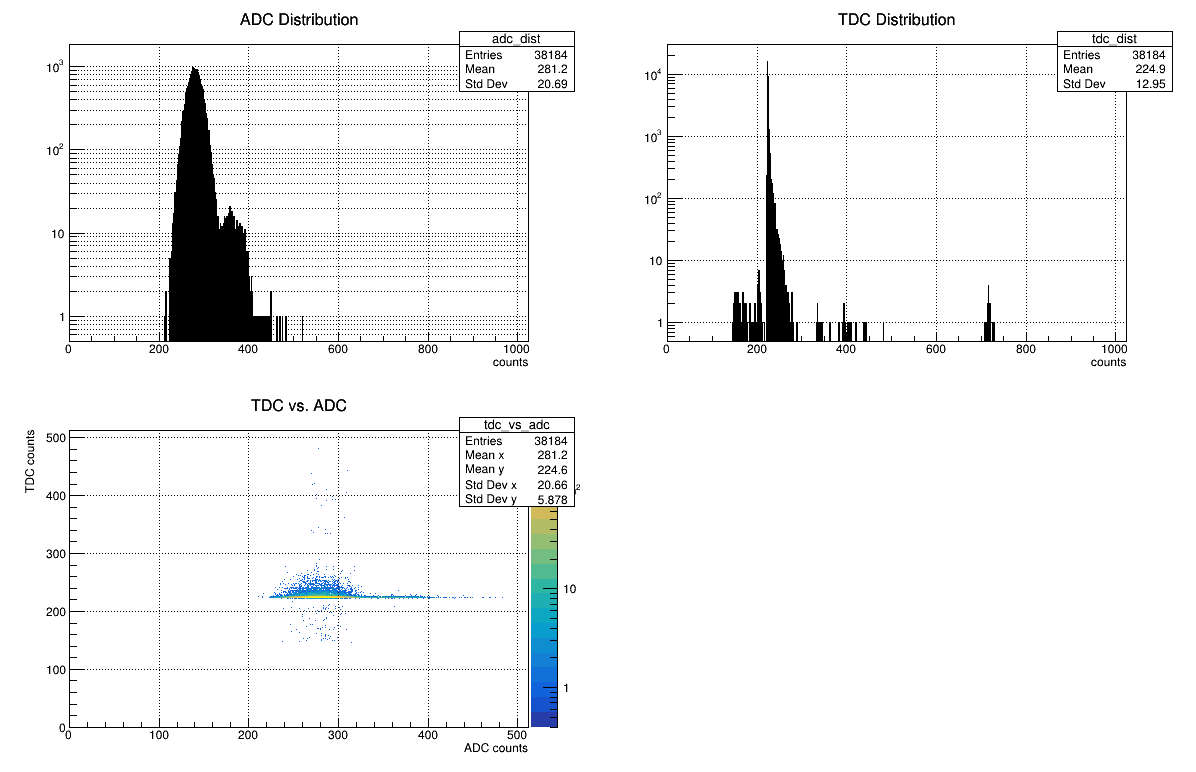 ADC Distribution
adc_dist
Entries 38184
Mean 281.2
Std Dev 20.69
10³
10²
10
1
0 200 400 600 800 1000
counts
TDC Distribution
tdc_dist
Entries 38184
Mean 224.9
Std Dev 12.95
10⁴
10³
10²
10
1
0 200 400 600 800 1000
counts
TDC vs. ADC
tdc_vs_adc
Entries 38184
Mean x 281.2
Mean y 224.6
Std Dev x 20.66
Std Dev y 5.878
TDC counts
500
400
300
200
100
0
0 100 200 300 400 500
ADC counts
10
1